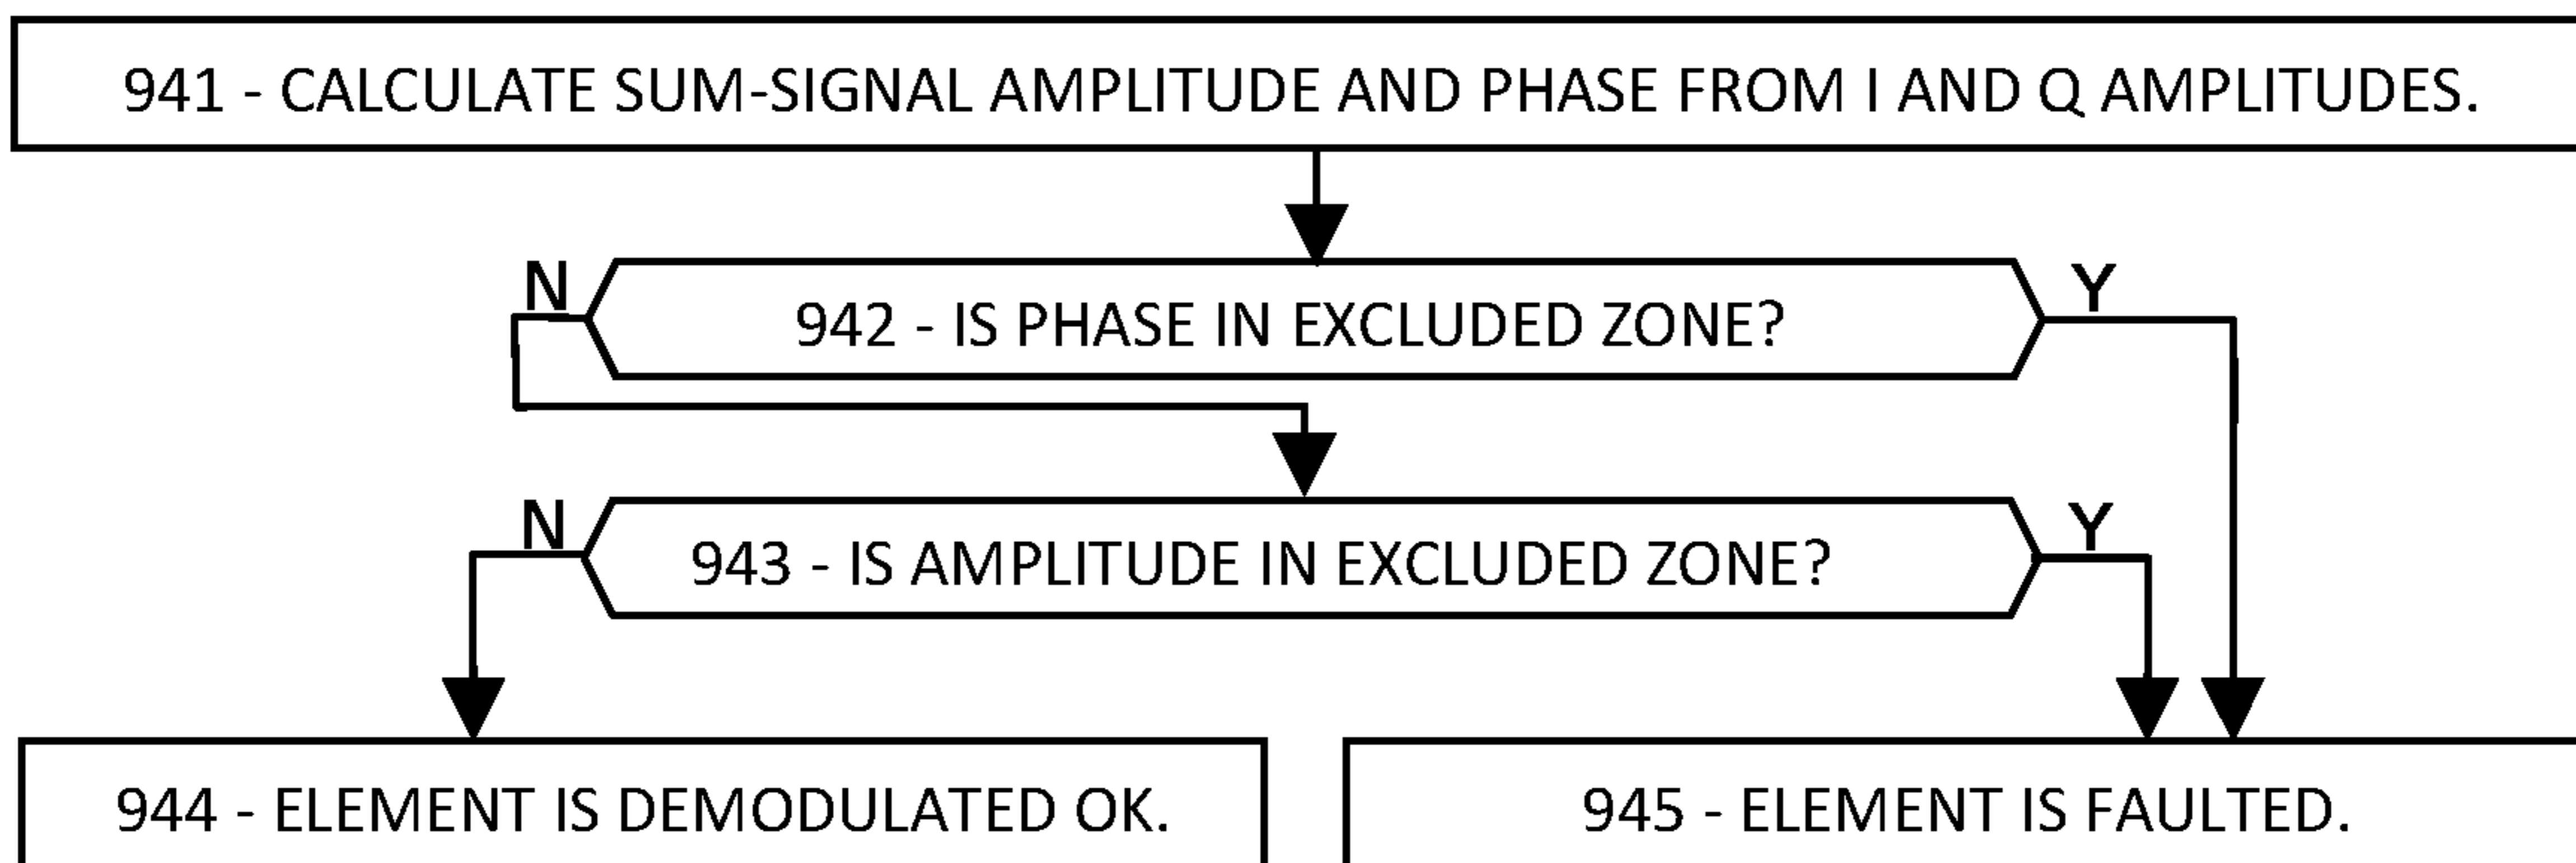 941 - CALCULATE SUM-SIGNAL AMPLITUDE AND PHASE FROM I AND Q AMPLITUDES.
N
942 - IS PHASE IN EXCLUDED ZONE?
Y
N
943 - IS AMPLITUDE IN EXCLUDED ZONE?
Y
944 - ELEMENT IS DEMODULATED OK.
945 - ELEMENT IS FAULTED.